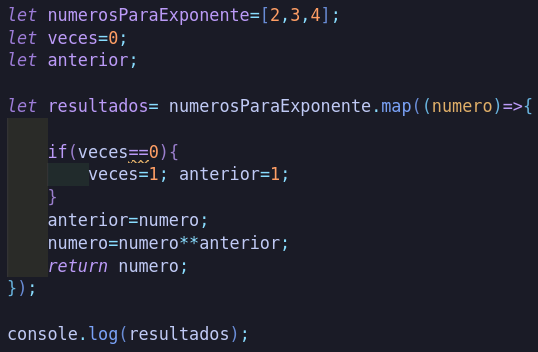 let numerosParaExponente=[2,3,4];
let veces=0;
let anterior;
let resultados= numerosParaExponente.map((numero)=>{
if(veces==0){
veces=1; anterior=1;
}
anterior=numero;
numero=numero**anterior;
return numero;
});
console.log(resultados);